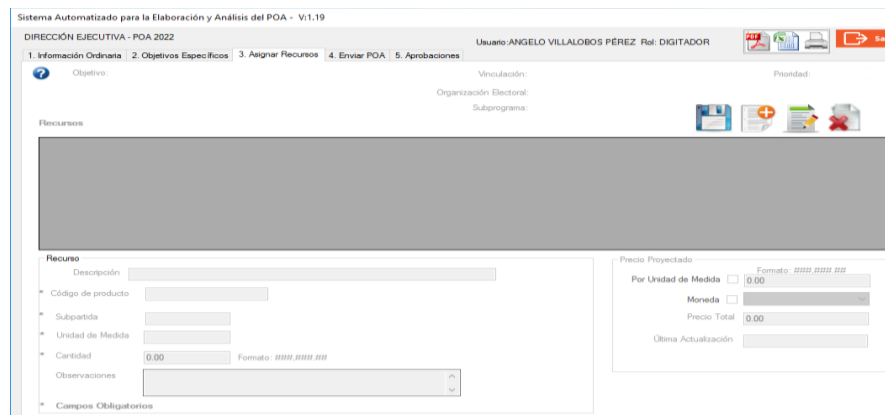 Sistema Automatizado para la Elaboración y Análisis del POA - V:1.19
DIRECCIÓN EJECUTIVA - POA 2022
Usuario:ANGELO VILLALOBOS PÉREZ Rol: DIGITADOR
PDF
Sa
1. Información Ordinaria 2. Objetivos Específicos 3. Asignar Recursos 4. Enviar POA 5. Aprobaciones
? Objetivo: Vinculación: Prioridad:
Organización Electoral:
Subprograma:
Recursos
Recurso
Descripción
* Código de producto
* Subpartida
* Unidad de Medida
* Cantidad 0.00 Formato: ###,###.##
Observaciones
* Campos Obligatorios
Precio Proyectado
Formato: ###,###.##
Por Unidad de Medida 0.00
Moneda
Precio Total 0.00
Última Actualización